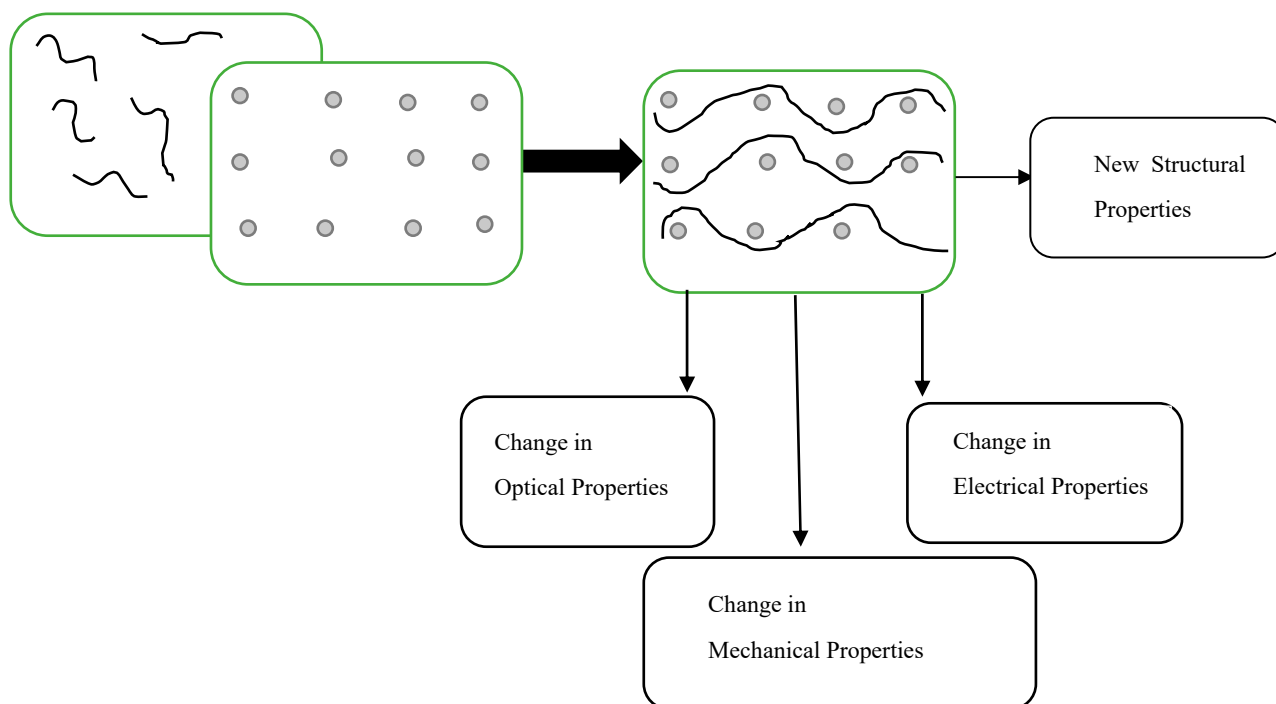 New Structural
Properties
Change in
Optical Properties
Change in
Electrical Properties
Change in
Mechanical Properties